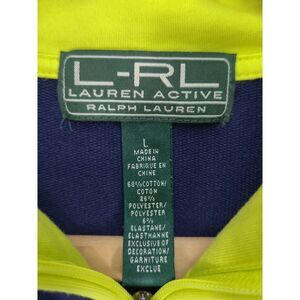 L-RL
LAUREN ACTIVE
RALPH LAUREN
L
MADE IN
CHINA
FABRIQUE EN
CHINE
68%COTTON/
COTON
26%
POLYESTER/
POLYESTER
6%
ELASTANE/
ELASTHANNE
EXCLUSIVE OF
DECORATION/
GARNITURE
EXCLUE